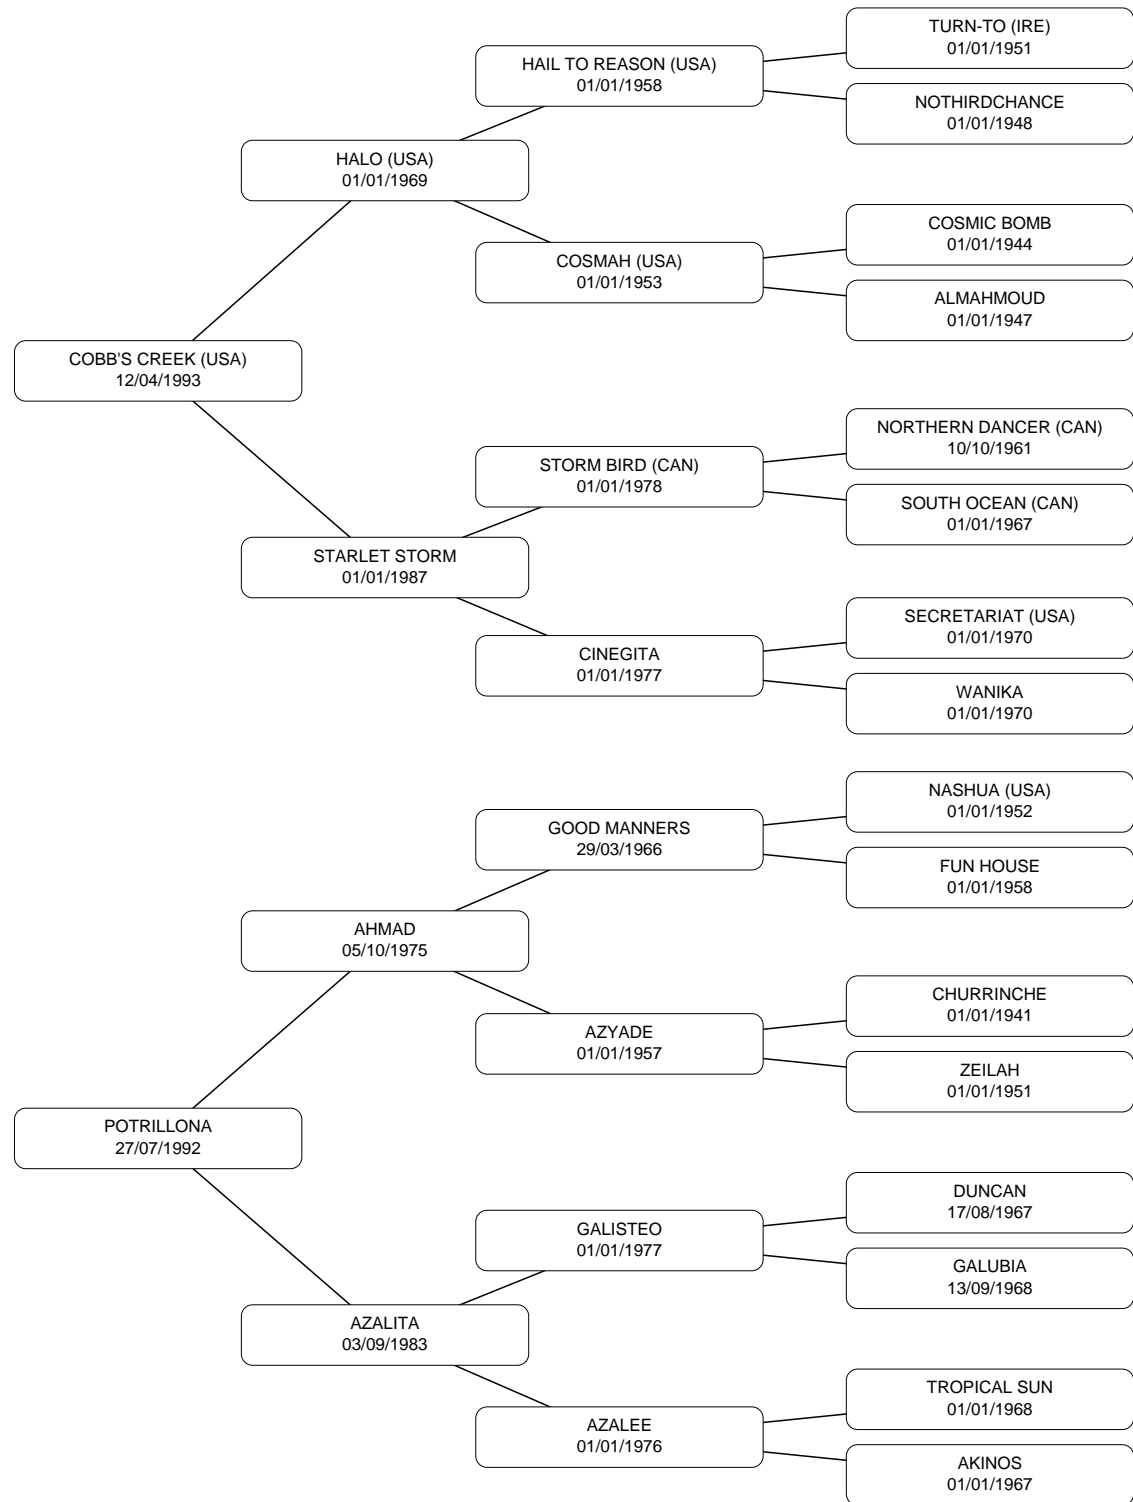 TURN-TO (IRE)
01/01/1951
HAIL TO REASON (USA)
01/01/1958
NOTHIRDCHANCE
01/01/1948
HALO (USA)
01/01/1969
COSMIC BOMB
01/01/1944
COSMAH (USA)
01/01/1953
ALMAHMOUD
01/01/1947
COBB'S CREEK (USA)
12/04/1993
NORTHERN DANCER (CAN)
10/10/1961
STORM BIRD (CAN)
01/01/1978
SOUTH OCEAN (CAN)
01/01/1967
STARLET STORM
01/01/1987
SECRETARIAT (USA)
01/01/1970
CINEGITA
01/01/1977
WANIKA
01/01/1970
NASHUA (USA)
01/01/1952
GOOD MANNERS
29/03/1966
FUN HOUSE
01/01/1958
AHMAD
05/10/1975
CHURRINCHE
01/01/1941
AZYADE
01/01/1957
ZEILAH
01/01/1951
POTRILLONA
27/07/1992
DUNCAN
17/08/1967
GALISTEO
01/01/1977
GALUBIA
13/09/1968
AZALITA
03/09/1983
TROPICAL SUN
01/01/1968
AZALEE
01/01/1976
AKINOS
01/01/1967